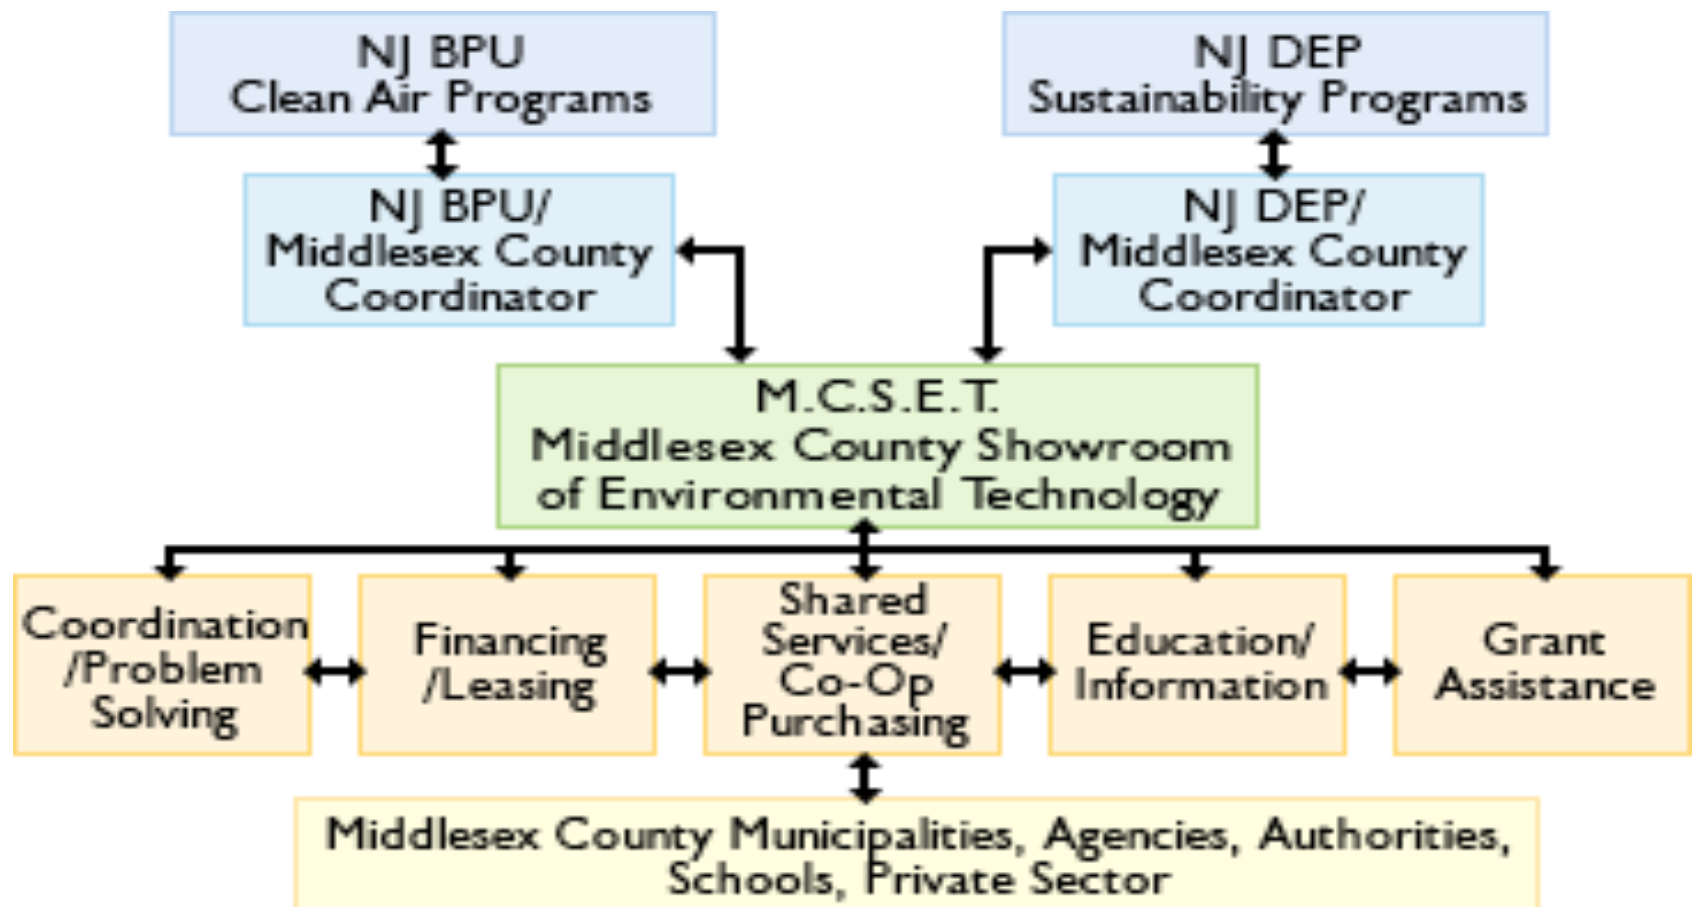 NJ BPU
Clean Air Programs
NJ DEP
Sustainability Programs
NJ BPU/
Middlesex County
Coordinator
NJ DEP/
Middlesex County
Coordinator
M.C.S.E.T.
Middlesex County Showroom
of Environmental Technology
Coordination
/Problem
Solving
Financing
/Leasing
Shared
Services/
Co-Op
Purchasing
Education/
Information
Grant
Assistance
Middlesex County Municipalities, Agencies, Authorities,
Schools, Private Sector